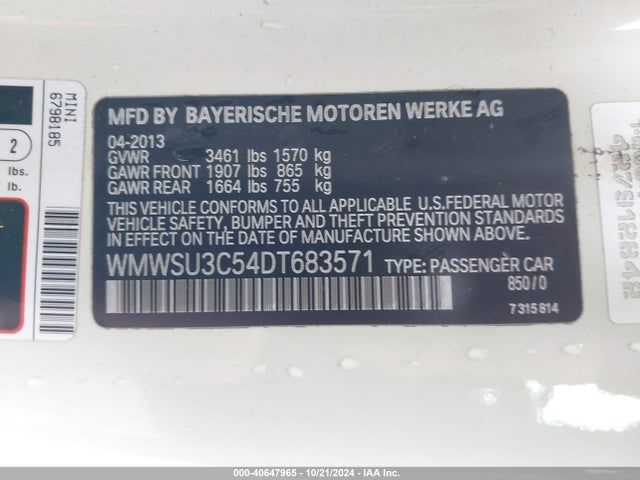 MINI
6798185
2
lbs.
lb.
MFD BY BAYERISCHE MOTOREN WERKE AG
04-2013
GVWR 3461 lbs 1570 kg
GAWR FRONT 1907 lbs 865 kg
GAWR REAR 1664 lbs 755 kg
THIS VEHICLE CONFORMS TO ALL APPLICABLE U.S.FEDERAL MOTOR
VEHICLE SAFETY, BUMPER AND THEFT PREVENTION STANDARDS
IN EFFECT ON THE DATE OF MANUFACTURE SHOWN ABOVE.
WMWSU3C54DT683571 TYPE: PASSENGER CAR
850/0
7315814
© - 40647965 - 10/21/2024 - IAAI.COM